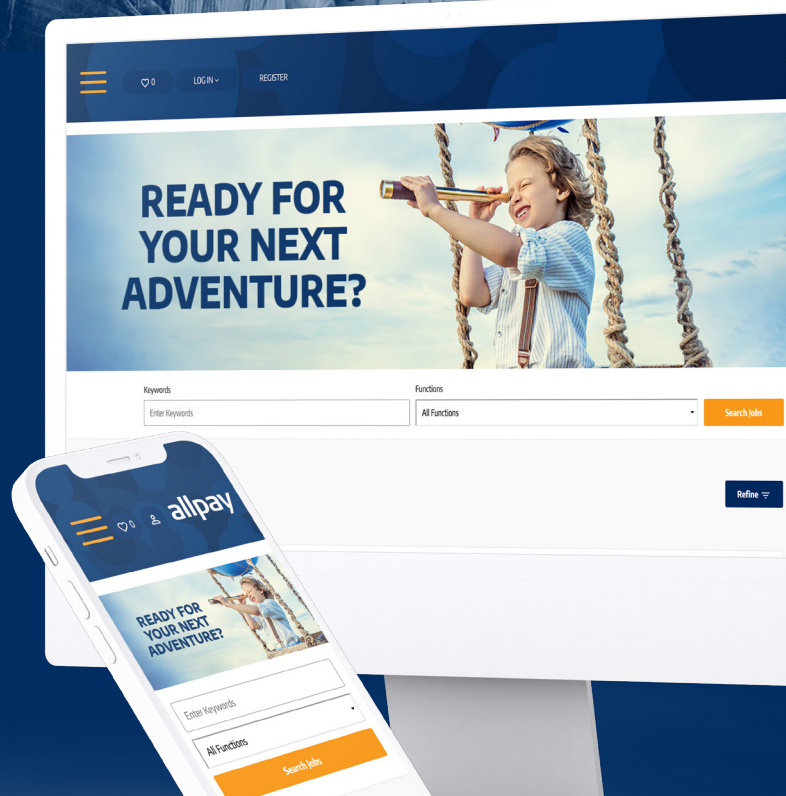 0
LOG IN
REGISTER
READY FOR
YOUR NEXT
ADVENTURE?
Keywords
Functions
Enter Keywords
All Functions
Search Jobs
Refine
0
allpay
READY FOR
YOUR NEXT
ADVENTURE?
Enter Keywords
All Functions
Search Jobs